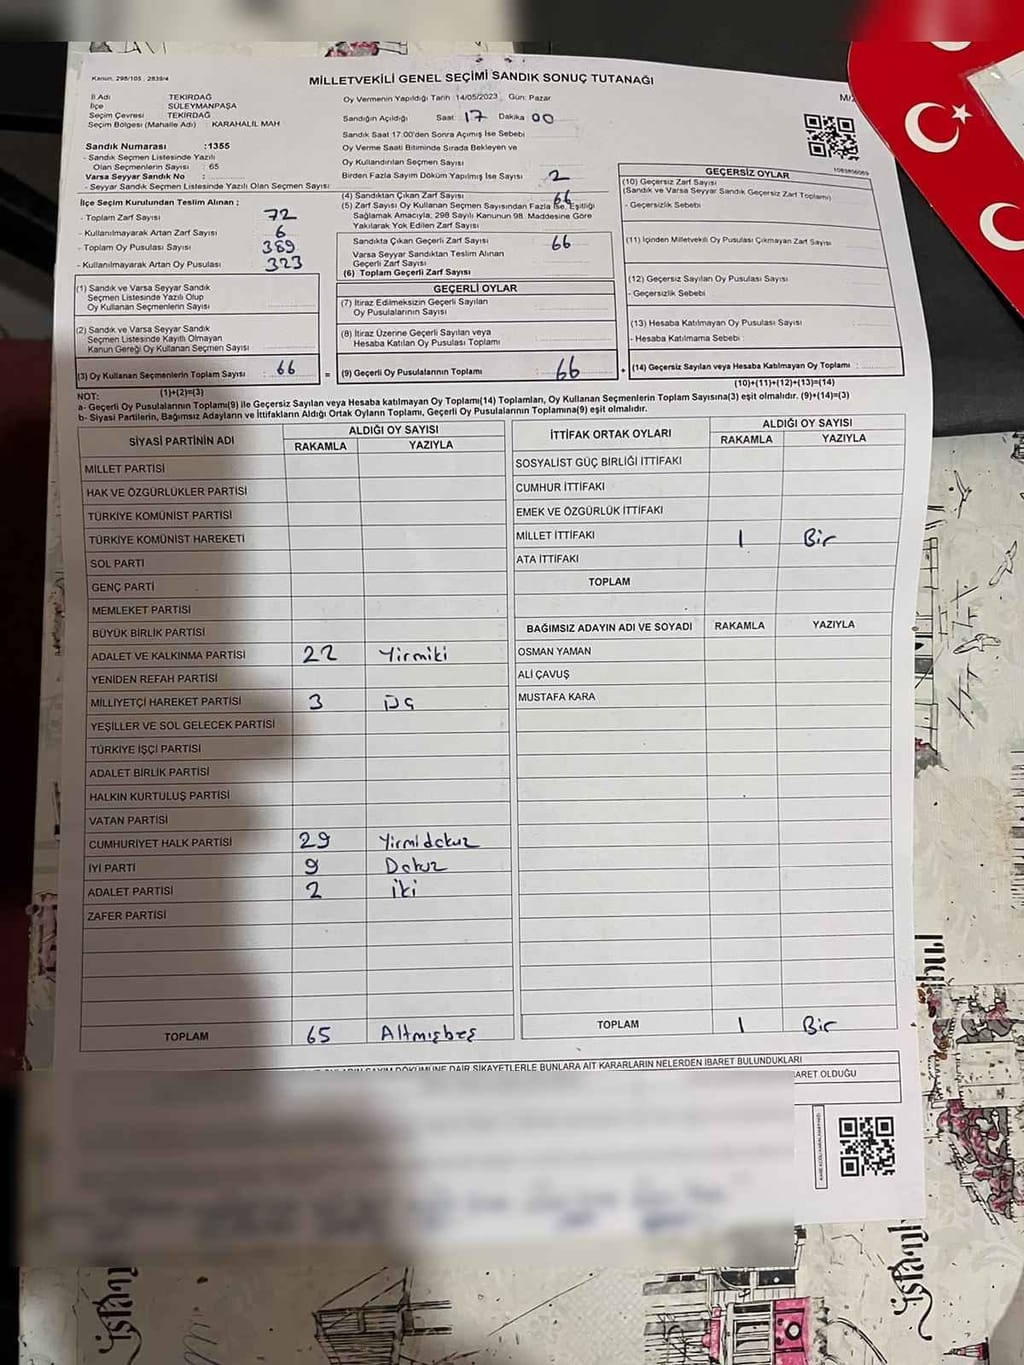 Kanun: 298/105, 2839/4
MİLLETVEKİLİ GENEL SEÇİMİ SANDIK SONUÇ TUTANAĞI
İl Adı TEKİRDAĞ
İlçe SÜLEYMANPAŞA
Seçim Çevresi TEKİRDAĞ
Seçim Bölgesi (Mahalle Adı) : KARAHALİL MAH
Oy Vermenin Yapıldığı Tarih 14/05/2023 Gün: Pazar
Sandığın Açıldığı Saat: 17 Dakika 00
Sandık Saat 17.00'den Sonra Açımış İse Sebebi
Oy Verme Saati Bitiminde Sırada Bekleyen ve
Oy Kullandırılan Seçmen Sayısı
Birden Fazla Sayım Döküm Yapılmış İse Sayısı 2
Sandık Numarası :1355
- Sandık Seçmen Listesinde Yazılı
Olan Seçmenlerin Sayısı : 65
Varsa Seyyar Sandık No :
- Seyyar Sandık Seçmen Listesinde Yazılı Olan Seçmen Sayısı:
İlçe Seçim Kurulundan Teslim Alınan ;
- Toplam Zarf Sayısı 72
- Kullanılmayarak Artan Zarf Sayısı 6
- Toplam Oy Pusulası Sayısı 389
- Kullanılmayarak Artan Oy Pusulası 323
(4) Sandıktan Çıkan Zarf Sayısı 66
(5) Zarf Sayısı Oy Kullanan Seçmen Sayısından Fazla İse, Eşitliği
Sağlamak Amacıyla; 298 Sayılı Kanunun 98. Maddesine Göre
Yakılarak Yok Edilen Zarf Sayısı
Sandıkta Çıkan Geçerli Zarf Sayısı 66
Varsa Seyyar Sandıktan Teslim Alınan
Geçerli Zarf Sayısı
(6) Toplam Geçerli Zarf Sayısı
GEÇERSİZ OYLAR
(10) Geçersiz Zarf Sayısı
(Sandık ve Varsa Seyyar Sandık Geçersiz Zarf Toplamı)
- Geçersizlik Sebebi
(11) İçinden Milletvekili Oy Pusulası Çıkmayan Zarf Sayısı
(12) Geçersiz Sayılan Oy Pusulası Sayısı
- Geçersizlik Sebebi
(13) Hesaba Katılmayan Oy Pusulası Sayısı
- Hesaba Katılmama Sebebi :
(14) Geçersiz Sayılan veya Hesaba Katılmayan Oy Toplamı :
(10)+(11)+(12)+(13)=(14)
(1) Sandık ve Varsa Seyyar Sandık
Seçmen Listesinde Yazılı Olup
Oy Kullanan Seçmenlerin Sayısı
(2) Sandık ve Varsa Seyyar Sandık
Seçmen Listesinde Kayıtlı Olmayan
Kanun Gereği Oy Kullanan Seçmen Sayısı
(3) Oy Kullanan Seçmenlerin Toplam Sayısı 66 =
(1)+(2)=(3)
GEÇERLİ OYLAR
(7) İtiraz Edilmeksizin Geçerli Sayılan
Oy Pusulalarının Sayısı
(8) İtiraz Üzerine Geçerli Sayılan veya
Hesaba Katılan Oy Pusulası Toplamı
(9) Geçerli Oy Pusulalarının Toplamı 66 +
NOT:
a- Geçerli Oy Pusulalarının Toplamı(9) ile Geçersiz Sayılan veya Hesaba katılmayan Oy Toplamı(14) Toplamları, Oy Kullanan Seçmenlerin Toplam Sayısına(3) eşit olmalıdır. (9)+(14)=(3)
b- Siyasi Partilerin, Bağımsız Adayların ve İttifakların Aldığı Ortak Oyların Toplamı, Geçerli Oy Pusulalarının Toplamına(9) eşit olmalıdır.
SİYASİ PARTİNİN ADI ALDIĞI OY SAYISI
RAKAMLA YAZIYLA
MİLLET PARTİSİ
HAK VE ÖZGÜRLÜKLER PARTİSİ
TÜRKİYE KOMÜNİST PARTİSİ
TÜRKİYE KOMÜNİST HAREKETİ
SOL PARTİ
GENÇ PARTİ
MEMLEKET PARTİSİ
BÜYÜK BİRLİK PARTİSİ
ADALET VE KALKINMA PARTİSİ 22 Yirmiki
YENİDEN REFAH PARTİSİ
MİLLİYETÇİ HAREKET PARTİSİ 3 üç
YEŞİLLER VE SOL GELECEK PARTİSİ
TÜRKİYE İŞÇİ PARTİSİ
ADALET BİRLİK PARTİSİ
HALKIN KURTULUŞ PARTİSİ
VATAN PARTİSİ
CUMHURİYET HALK PARTİSİ 29 Yirmidokuz
İYİ PARTİ 9 Dokuz
ADALET PARTİSİ 2 iki
ZAFER PARTİSİ
TOPLAM 65 Altmışbeş
İTTİFAK ORTAK OYLARI ALDIĞI OY SAYISI
RAKAMLA YAZIYLA
SOSYALİST GÜÇ BİRLİĞİ İTTİFAKI
CUMHUR İTTİFAKI
EMEK VE ÖZGÜRLÜK İTTİFAKI
MİLLET İTTİFAKI 1 Bir
ATA İTTİFAKI
TOPLAM
BAĞIMSIZ ADAYIN ADI VE SOYADI RAKAMLA YAZIYLA
OSMAN YAMAN
ALİ ÇAVUŞ
MUSTAFA KARA
TOPLAM 1 Bir
DÖKÜMÜNE DAİR ŞİKAYETLERLE BUNLARA AİT KARARLARIN NELERDEN İBARET BULUNDUKLARI
BARET OLDUĞU
istanbul